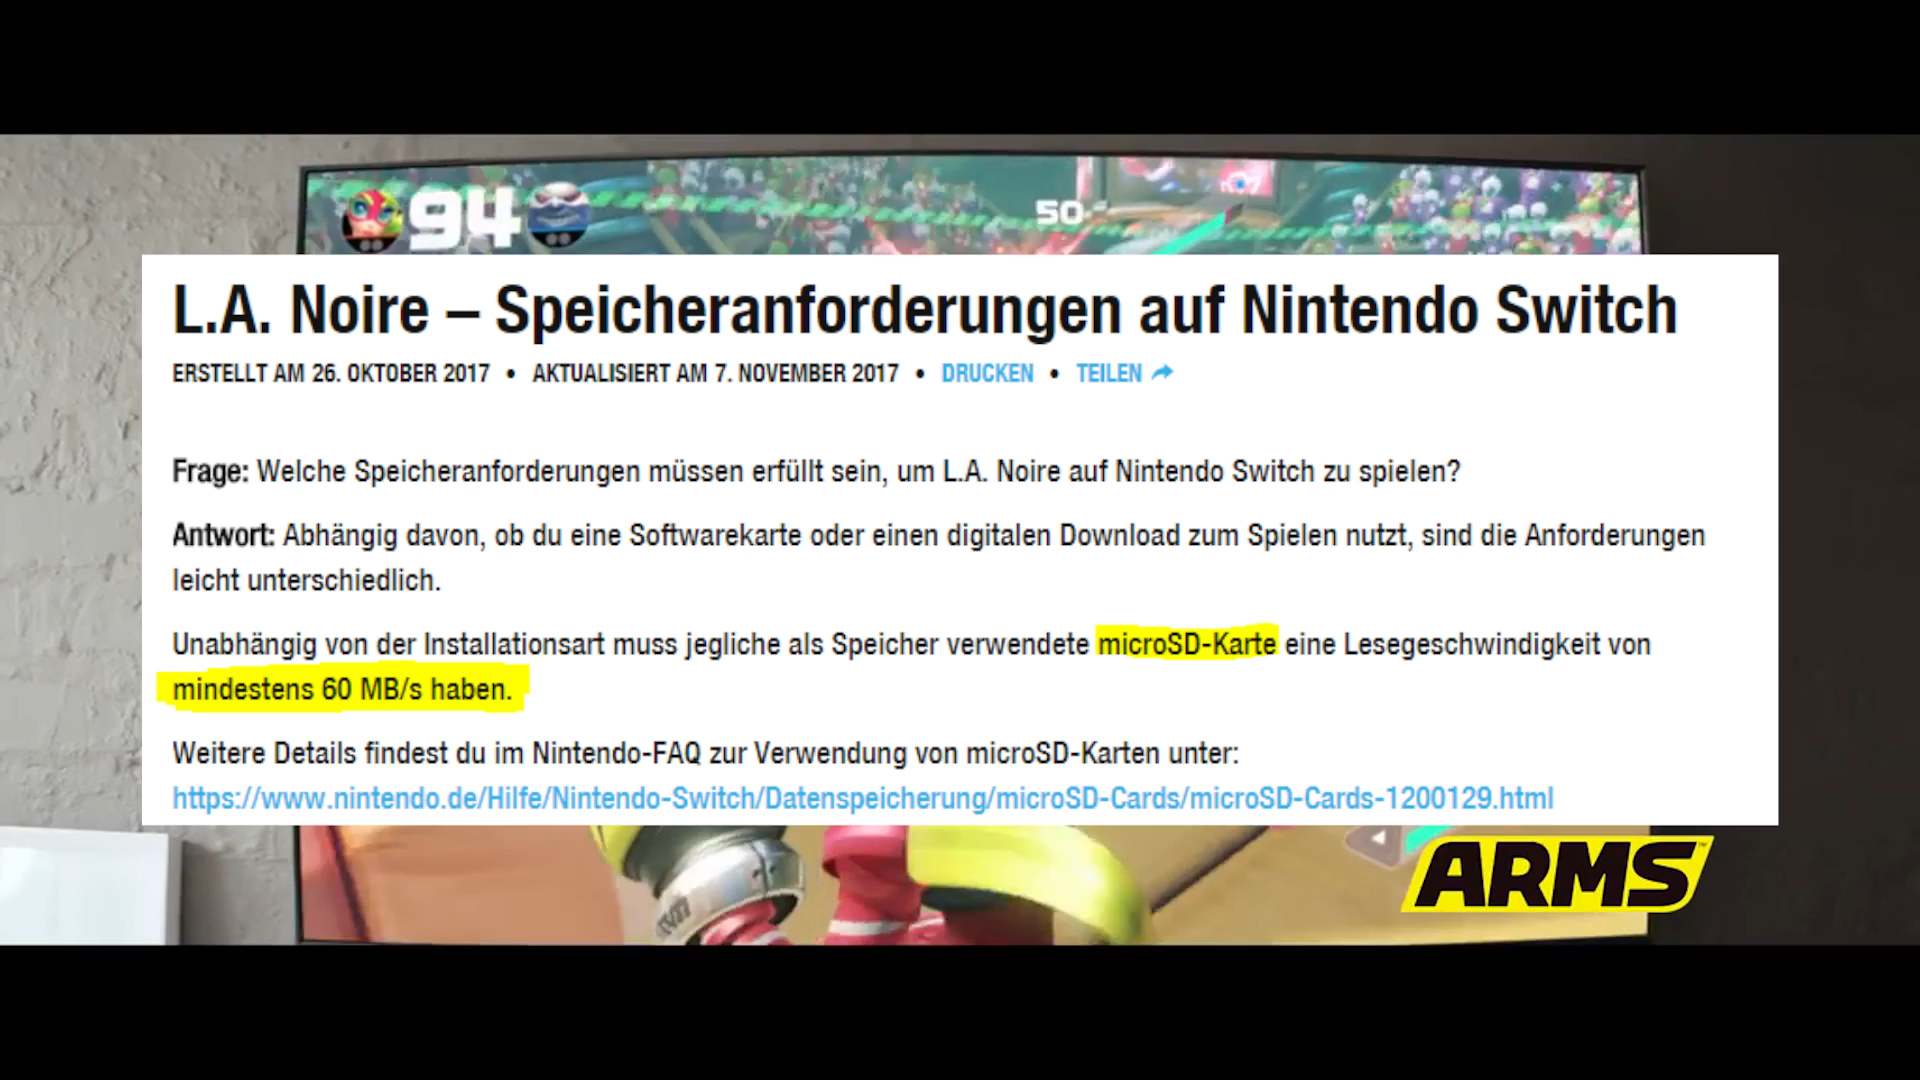 94
50
L.A. Noire – Speicheranforderungen auf Nintendo Switch
ERSTELLT AM 26. OKTOBER 2017 • AKTUALISIERT AM 7. NOVEMBER 2017 • DRUCKEN • TEILEN
Frage: Welche Speicheranforderungen müssen erfüllt sein, um L.A. Noire auf Nintendo Switch zu spielen?
Antwort: Abhängig davon, ob du eine Softwarekarte oder einen digitalen Download zum Spielen nutzt, sind die Anforderungen
leicht unterschiedlich.
Unabhängig von der Installationsart muss jegliche als Speicher verwendete microSD-Karte eine Lesegeschwindigkeit von
mindestens 60 MB/s haben.
Weitere Details findest du im Nintendo-FAQ zur Verwendung von microSD-Karten unter:
https://www.nintendo.de/Hilfe/Nintendo-Switch/Datenspeicherung/microSD-Cards/microSD-Cards-1200129.html
ARMS™